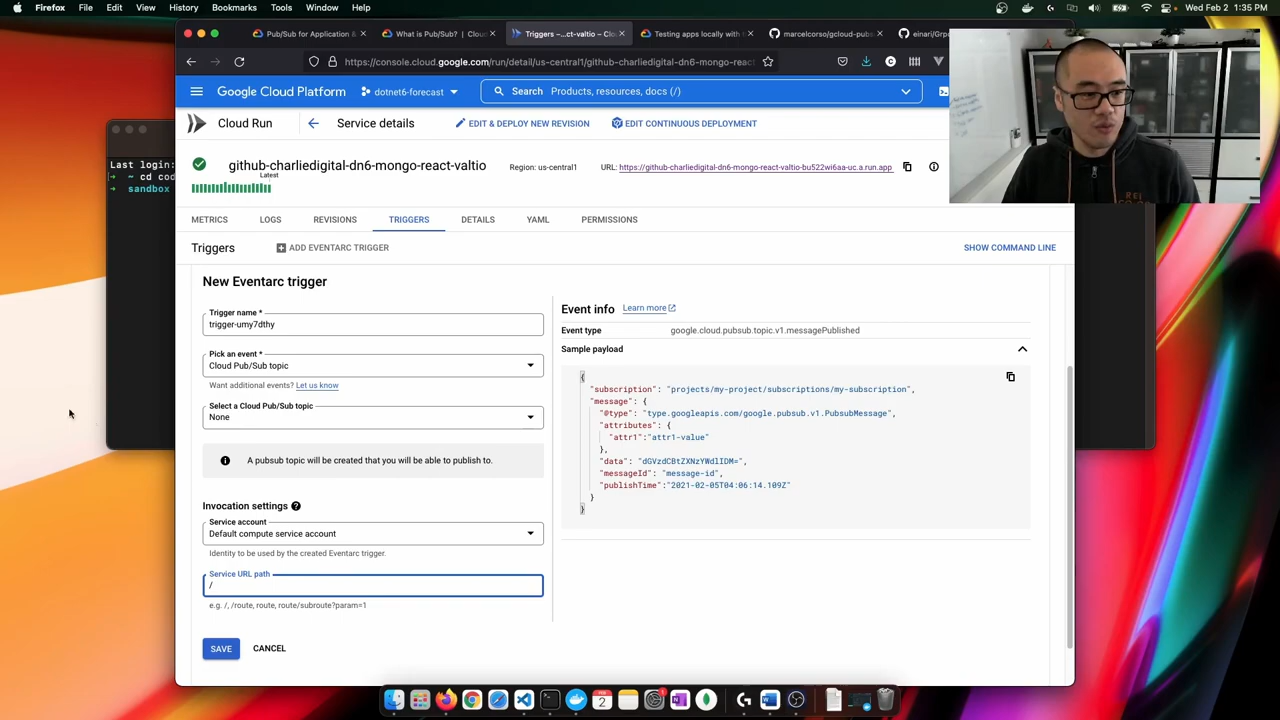 Firefox File Edit View History Bookmarks Tools Window Help
Wed Feb 2 1:35 PM
Pub/Sub for Application &
What is Pub/Sub? | Cloud
Triggers – ...ct-valtio – Cl
Testing apps locally with t
marcelcorso/gcloud-pubs
einari/Grpc
https://console.cloud.google.com/run/detail/us-central1/github-charliedigital-dn6-mongo-react
Google Cloud Platform
dotnet6-forecast
Search Products, resources, docs (/)
Cloud Run
Service details
EDIT & DEPLOY NEW REVISION
EDIT CONTINUOUS DEPLOYMENT
Last login:
~ cd cod
sandbox
github-charliedigital-dn6-mongo-react-valtio
Region: us-central1
URL: https://github-charliedigital-dn6-mongo-react-valtio-bu522wi6aa-uc.a.run.app
Latest
METRICS LOGS REVISIONS TRIGGERS DETAILS YAML PERMISSIONS
Triggers
ADD EVENTARC TRIGGER
SHOW COMMAND LINE
New Eventarc trigger
Trigger name *
trigger-umy7dthy
Pick an event *
Cloud Pub/Sub topic
Want additional events? Let us know
Select a Cloud Pub/Sub topic
None
A pubsub topic will be created that you will be able to publish to.
Invocation settings
Service account
Default compute service account
Identity to be used by the created Eventarc trigger.
Service URL path
/
e.g. /, /route, route, route/subroute?param=1
SAVE CANCEL
Event info Learn more
Event type google.cloud.pubsub.topic.v1.messagePublished
Sample payload
{
"subscription": "projects/my-project/subscriptions/my-subscription",
"message": {
"@type": "type.googleapis.com/google.pubsub.v1.PubsubMessage",
"attributes": {
"attr1":"attr1-value"
},
"data": "dGVzdCBtZXNzYWdlIDM=",
"messageId": "message-id",
"publishTime":"2021-02-05T04:06:14.109Z"
}
}